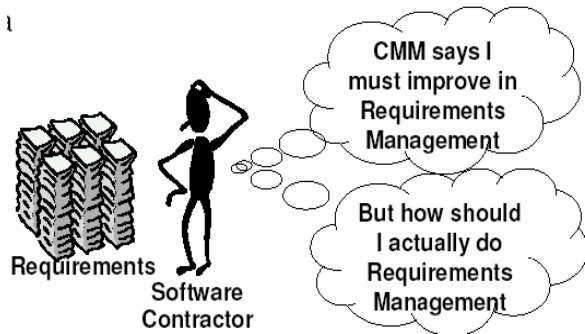 a
CMM says I
must improve in
Requirements
Management
But how should
I actually do
Requirements
Management
Requirements
Software
Contractor